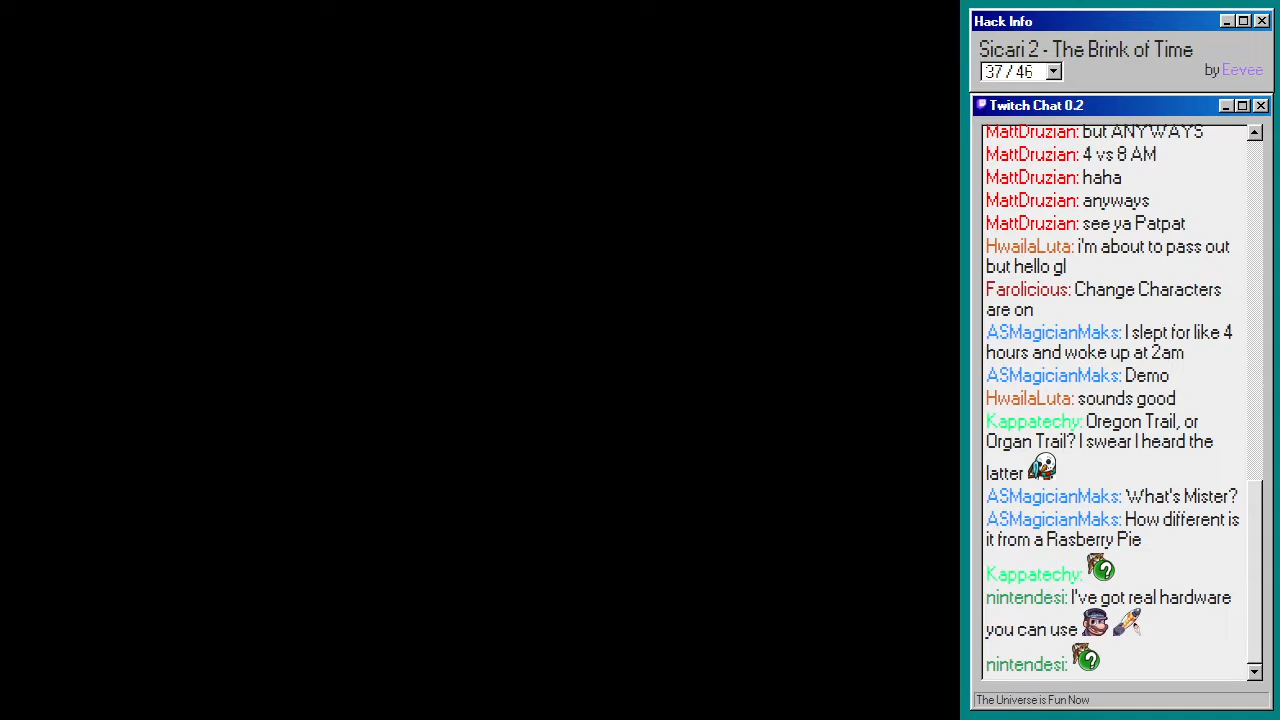 Hack Info
Sicari 2 - The Brink of Time
37 / 46
by Eevee
Twitch Chat 0.2
MattDruzian: but ANYWAYS
MattDruzian: 4 vs 8 AM
MattDruzian: haha
MattDruzian: anyways
MattDruzian: see ya Patpat
HwailaLuta: i'm about to pass out
but hello gl
Farolicious: Change Characters
are on
ASMagicianMaks: I slept for like 4
hours and woke up at 2am
ASMagicianMaks: Demo
HwailaLuta: sounds good
Kappatechy: Oregon Trail, or
Organ Trail? I swear I heard the
latter
ASMagicianMaks: What's Mister?
ASMagicianMaks: How different is
it from a Rasberry Pie
Kappatechy: ?
nintendesi: I've got real hardware
you can use
nintendesi: ?
The Universe is Fun Now